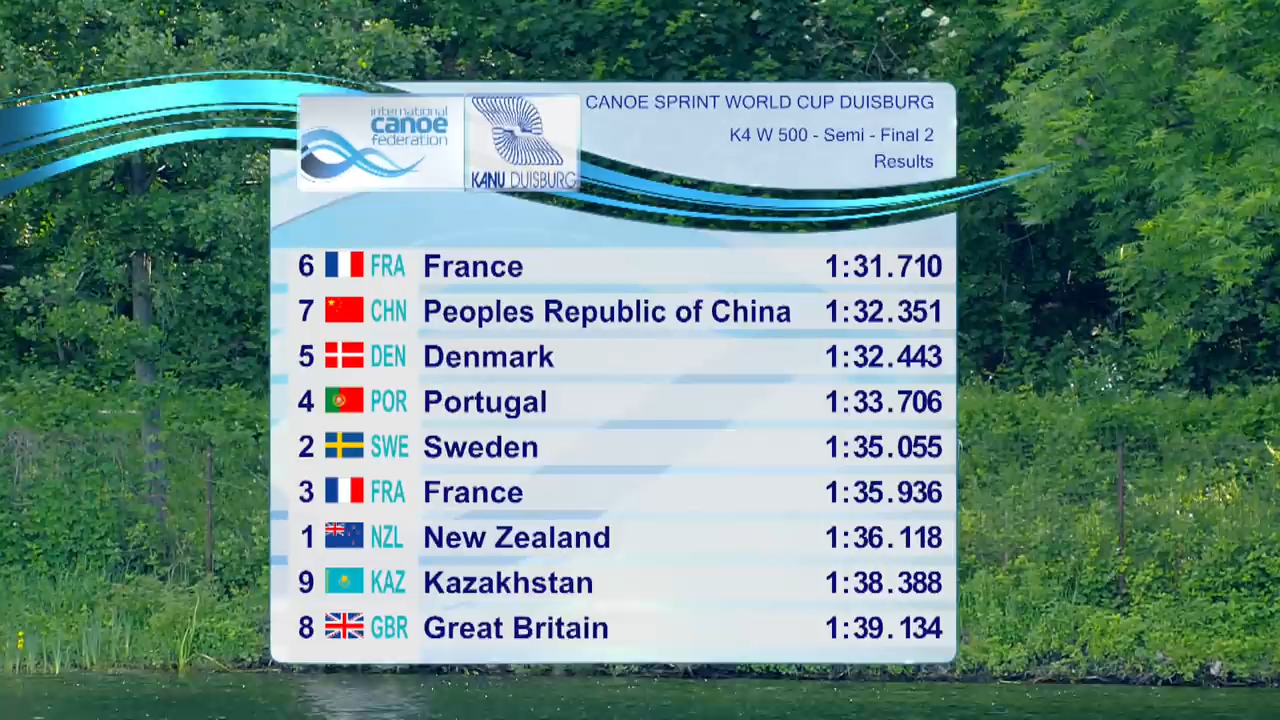 international
canoe
federation
KANU DUISBURG
CANOE SPRINT WORLD CUP DUISBURG
K4 W 500 - Semi - Final 2
Results
6 FRA France 1:31.710
7 CHN Peoples Republic of China 1:32.351
5 DEN Denmark 1:32.443
4 POR Portugal 1:33.706
2 SWE Sweden 1:35.055
3 FRA France 1:35.936
1 NZL New Zealand 1:36.118
9 KAZ Kazakhstan 1:38.388
8 GBR Great Britain 1:39.134